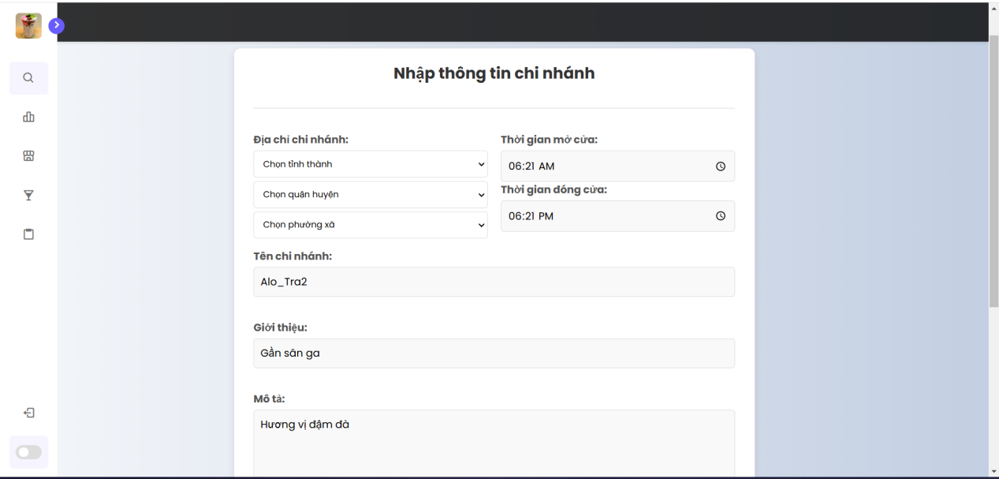 Nhập thông tin chi nhánh
Địa chỉ chi nhánh:
Chọn tỉnh thành
Chọn quận huyện
Chọn phường xã
Thời gian mở cửa:
06:21 AM
Thời gian đóng cửa:
06:21 PM
Tên chi nhánh:
Alo_Tra2
Giới thiệu:
Gần sân ga
Mô tả:
Hương vị đậm đà